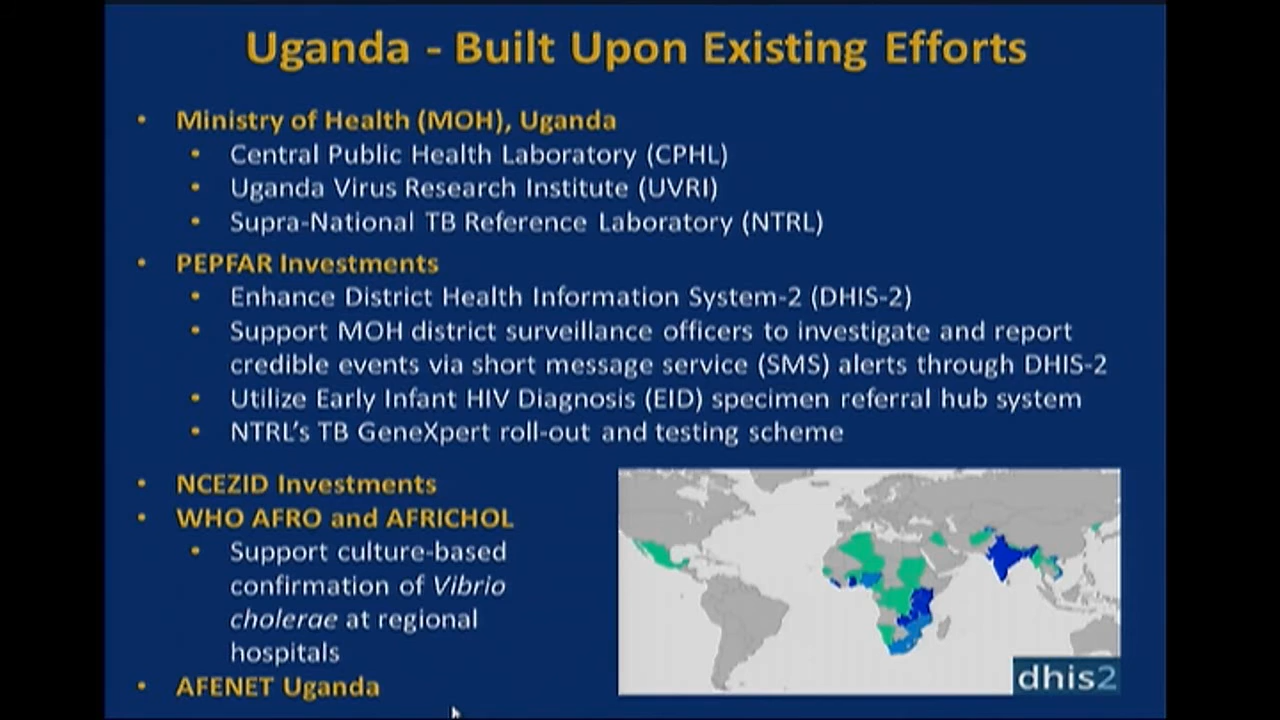 Uganda - Built Upon Existing Efforts
• Ministry of Health (MOH), Uganda
• Central Public Health Laboratory (CPHL)
• Uganda Virus Research Institute (UVRI)
• Supra-National TB Reference Laboratory (NTRL)
• PEPFAR Investments
• Enhance District Health Information System-2 (DHIS-2)
• Support MOH district surveillance officers to investigate and report
credible events via short message service (SMS) alerts through DHIS-2
• Utilize Early Infant HIV Diagnosis (EID) specimen referral hub system
• NTRL's TB GeneXpert roll-out and testing scheme
• NCEZID Investments
• WHO AFRO and AFRICHOL
• Support culture-based
confirmation of Vibrio
cholerae at regional
hospitals
• AFENET Uganda
dhis2